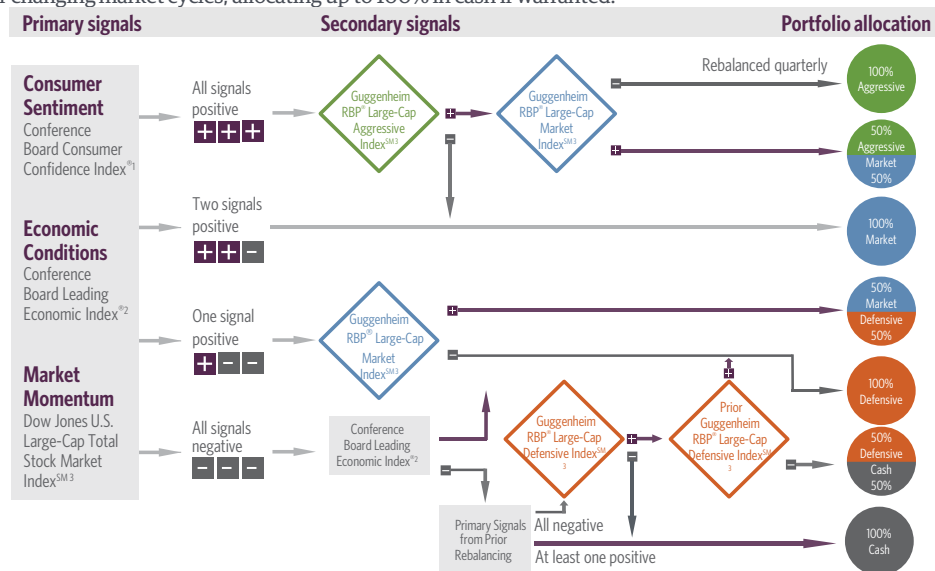 in changing market cycles, allocating up to 100% in cash if warranted.
Primary signals
Secondary signals
Portfolio allocation
Consumer
Sentiment
Conference
Board Consumer
Confidence Index®1
Economic
Conditions
Conference
Board Leading
Economic Index®2
Market
Momentum
Dow Jones U.S.
Large-Cap Total
Stock Market
IndexSM 3
All signals
positive
+ + +
Guggenheim
RBP® Large-Cap
Aggressive
IndexSM3
+
−
Guggenheim
RBP® Large-Cap
Market
IndexSM3
−
Rebalanced quarterly
+
100%
Aggressive
50%
Aggressive
Market
50%
Two signals
positive
+ + −
100%
Market
One signal
positive
+ − −
Guggenheim
RBP® Large-Cap
Market
IndexSM3
+
−
50%
Market
Defensive
50%
100%
Defensive
All signals
negative
− − −
Conference
Board Leading
Economic Index®2
+
−
Primary Signals
from Prior
Rebalancing
All negative
At least one positive
Guggenheim
RBP® Large-Cap
Defensive IndexSM
3
+
−
Prior
Guggenheim
RBP® Large-Cap
Defensive IndexSM
3
+
−
50%
Defensive
Cash
50%
100%
Cash